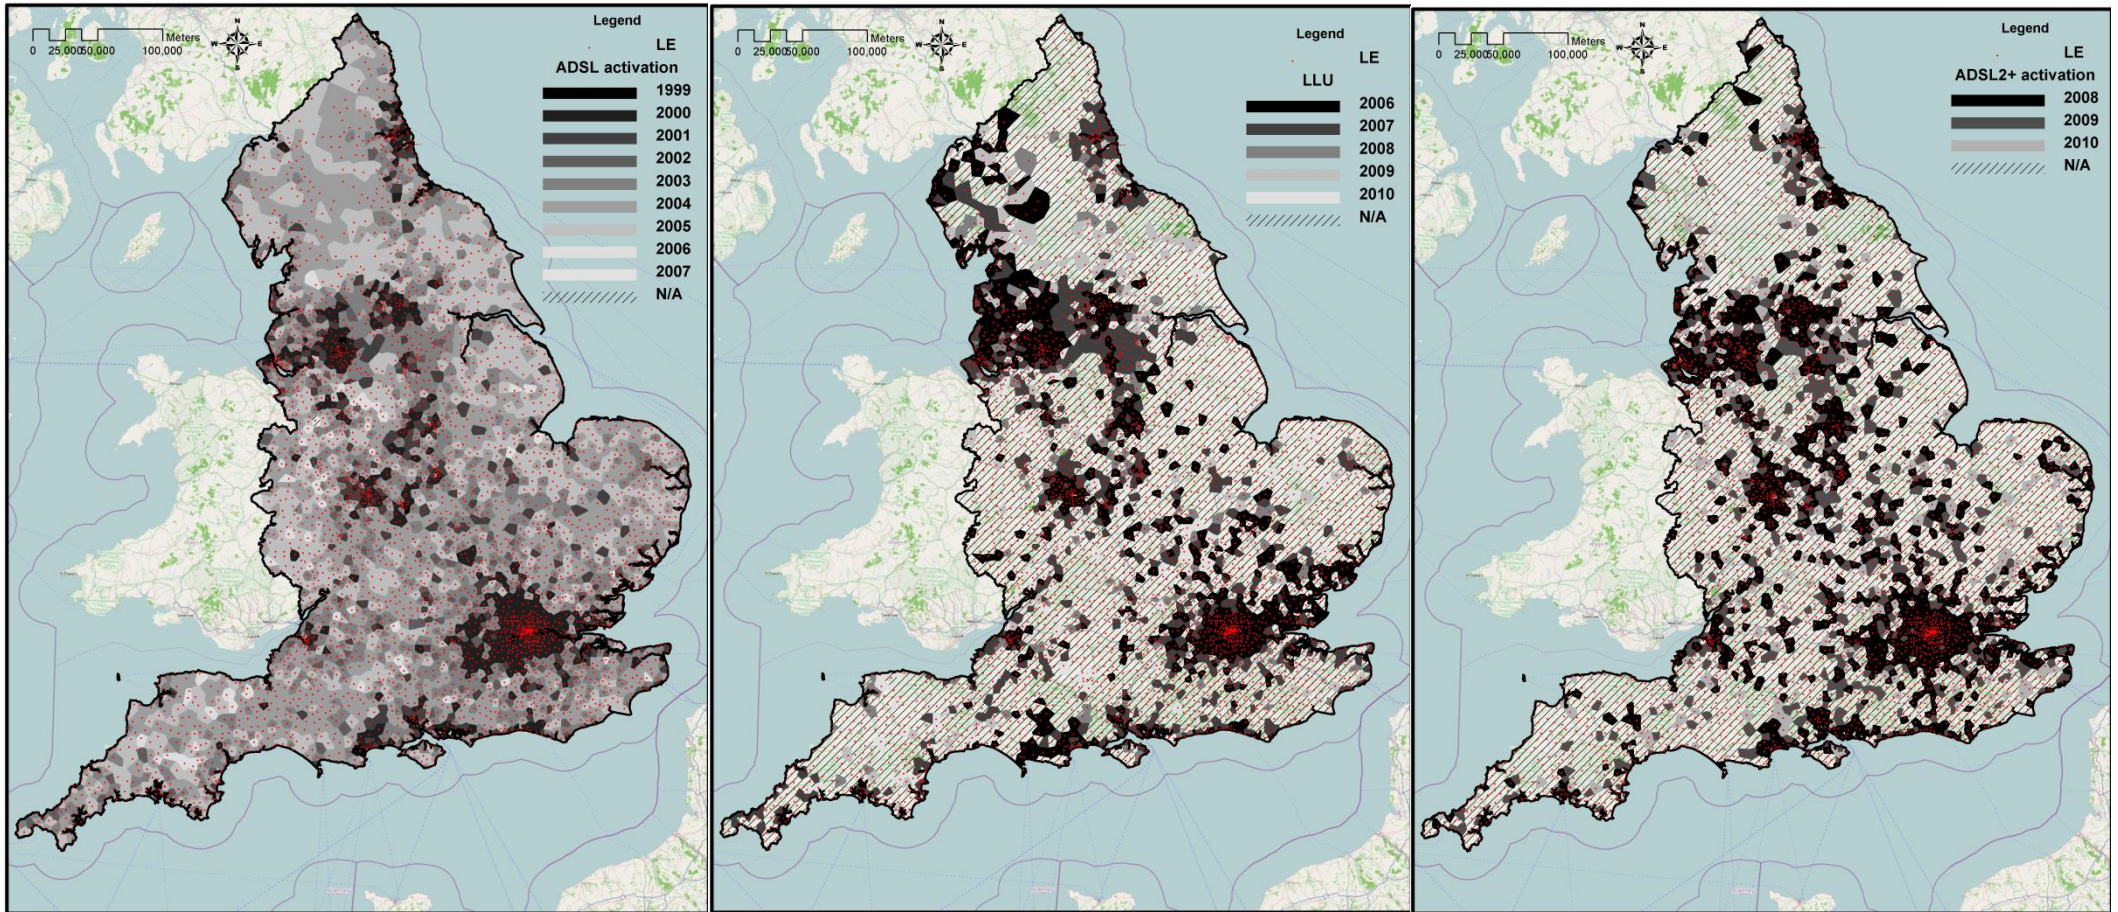 Legend
N
W E
S
Meters
0 25,000 50,000 100,000
LE
ADSL activation
1999
2000
2001
2002
2003
2004
2005
2006
2007
N/A
Legend
N
W E
S
Meters
0 25,000 50,000 100,000
LE
LLU
2006
2007
2008
2009
2010
N/A
Legend
N
W E
S
Meters
0 25,000 50,000 100,000
LE
ADSL2+ activation
2008
2009
2010
N/A